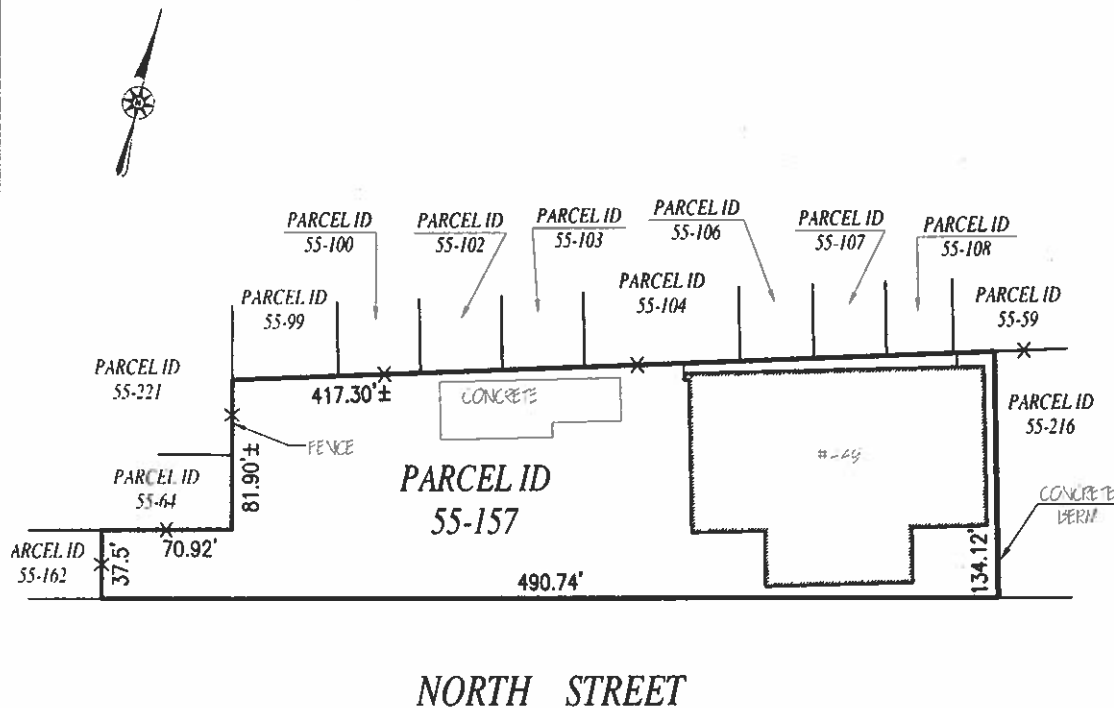 PARCEL ID
55-100
PARCEL ID
55-102
PARCEL ID
55-103
PARCEL ID
55-106
PARCEL ID
55-107
PARCEL ID
55-108
PARCEL ID
55-99
PARCEL ID
55-104
PARCEL ID
55-59
PARCEL ID
55-221
417.30'±
CONCRETE
PARCEL ID
55-216
FENCE
81.90'±
PARCEL ID
55-64
PARCEL ID
55-157
CONCRETE
BERM
ARCEL ID
55-162
37.5'
70.92'
490.74'
134.12'
NORTH STREET